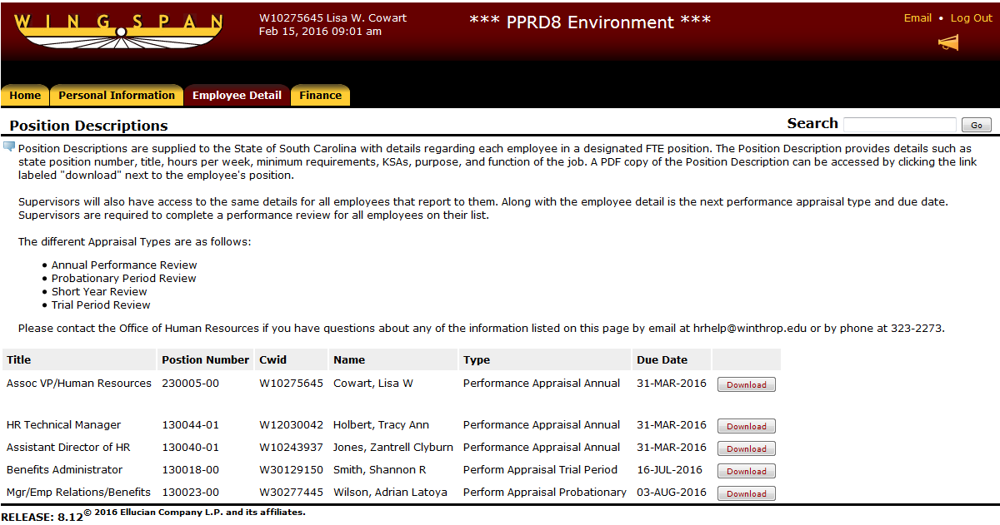 WINGSPAN
W10275645 Lisa W. Cowart
Feb 15, 2016 09:01 am
*** PPRD8 Environment ***
Email • Log Out
Home Personal Information Employee Detail Finance
Position Descriptions
Search Go
Position Descriptions are supplied to the State of South Carolina with details regarding each employee in a designated FTE position. The Position Description provides details such as
state position number, title, hours per week, minimum requirements, KSAs, purpose, and function of the job. A PDF copy of the Position Description can be accessed by clicking the link
labeled "download" next to the employee's position.
Supervisors will also have access to the same details for all employees that report to them. Along with the employee detail is the next performance appraisal type and due date.
Supervisors are required to complete a performance review for all employees on their list.
The different Appraisal Types are as follows:
• Annual Performance Review
• Probationary Period Review
• Short Year Review
• Trial Period Review
Please contact the Office of Human Resources if you have questions about any of the information listed on this page by email at hrhelp@winthrop.edu or by phone at 323-2273.
Title Postion Number Cwid Name Type Due Date
Assoc VP/Human Resources 230005-00 W10275645 Cowart, Lisa W Performance Appraisal Annual 31-MAR-2016 Download
HR Technical Manager 130044-01 W12030042 Holbert, Tracy Ann Performance Appraisal Annual 31-MAR-2016 Download
Assistant Director of HR 130040-01 W10243937 Jones, Zantrell Clyburn Performance Appraisal Annual 31-MAR-2016 Download
Benefits Administrator 130018-00 W30129150 Smith, Shannon R Perform Appraisal Trial Period 16-JUL-2016 Download
Mgr/Emp Relations/Benefits 130023-00 W30277445 Wilson, Adrian Latoya Perform Appraisal Probationary 03-AUG-2016 Download
RELEASE: 8.12 © 2016 Ellucian Company L.P. and its affiliates.